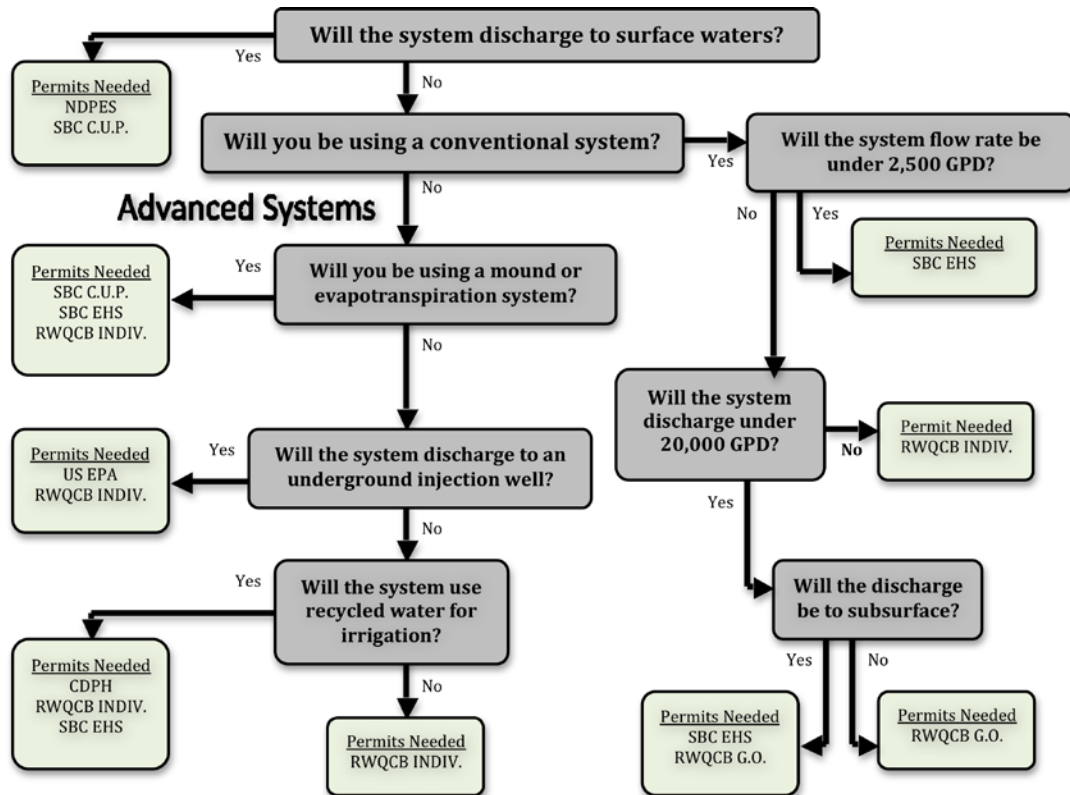 Will the system discharge to surface waters?
Yes
No
Permits Needed
NDPES
SBC C.U.P.
Will you be using a conventional system?
Yes
Will the system flow rate be
under 2,500 GPD?
No
Advanced Systems
No
Yes
Permits Needed
SBC EHS
Permits Needed
SBC C.U.P.
SBC EHS
RWQCB INDIV.
Yes
Will you be using a mound or
evapotranspiration system?
No
Will the system
discharge under
20,000 GPD?
No
Permit Needed
RWQCB INDIV.
Permits Needed
US EPA
RWQCB INDIV.
Yes
Will the system discharge to an
underground injection well?
Yes
No
Yes
Will the system use
recycled water for
irrigation?
Will the discharge
be to subsurface?
Permits Needed
CDPH
RWQCB INDIV.
SBC EHS
No
Yes
No
Permits Needed
RWQCB INDIV.
Permits Needed
SBC EHS
RWQCB G.O.
Permits Needed
RWQCB G.O.